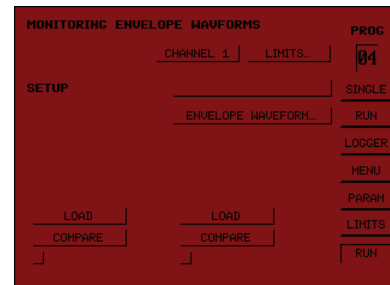 MONITORING ENVELOPE WAVFORMS
PROG
CHANNEL 1
LIMITS…
04
SETUP
SINGLE
ENVELOPE WAVEFORM…
RUN
LOGGER
MENU
PARAM
LOAD
LOAD
LIMITS
COMPARE
COMPARE
RUN